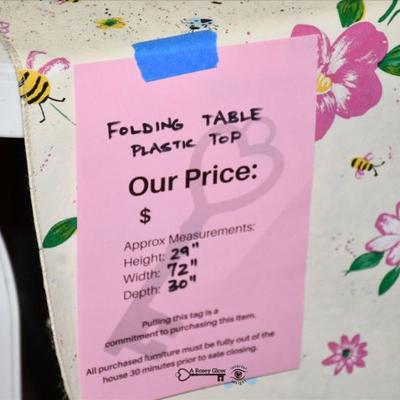 FOLDING TABLE
PLASTIC TOP
Our Price:
$
Approx Measurements:
Height: 29"
Width: 72"
Depth: 30"
Pulling this tag is a
commitment to purchasing this item.
All purchased furniture must be fully out of the
house 30 minutes prior to sale closing.
A Rosey Glow